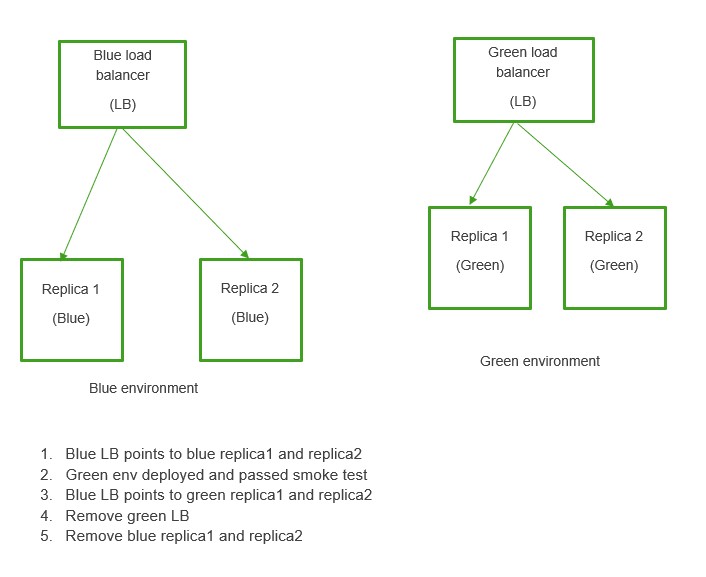 Blue load
balancer
(LB)
Green load
balancer
(LB)
Replica 1
(Blue)
Replica 2
(Blue)
Replica 1
(Green)
Replica 2
(Green)
Blue environment
Green environment
1. Blue LB points to blue replica1 and replica2
2. Green env deployed and passed smoke test
3. Blue LB points to green replica1 and replica2
4. Remove green LB
5. Remove blue replica1 and replica2